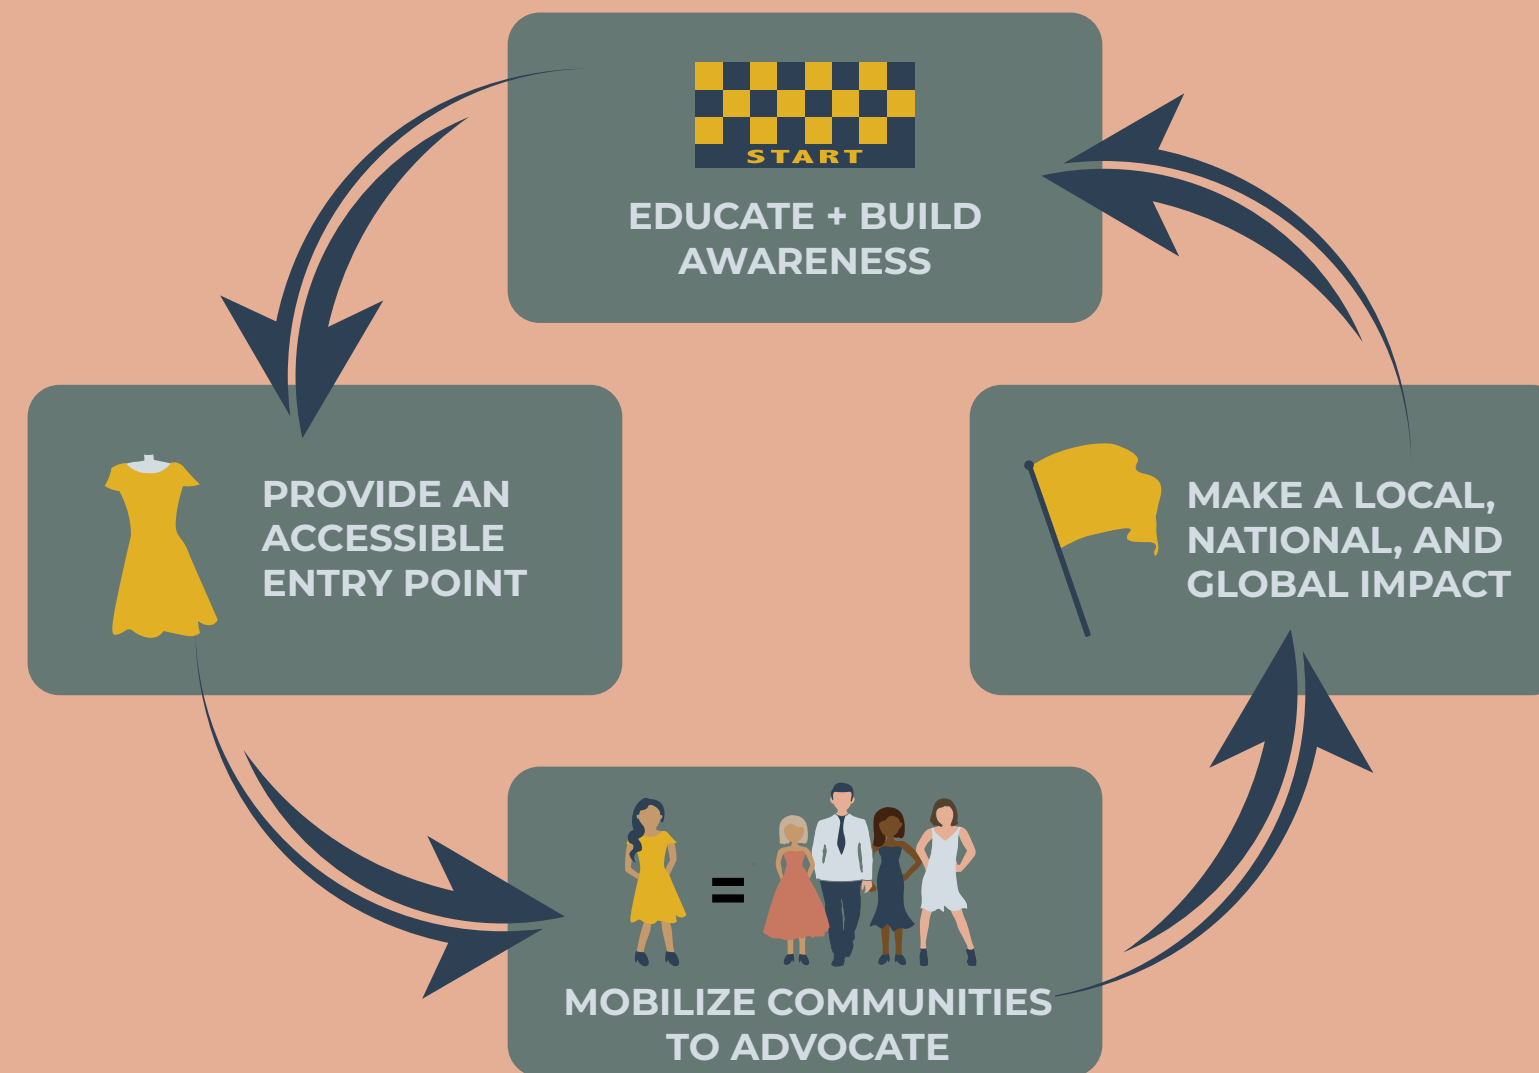 START
EDUCATE + BUILD
AWARENESS
PROVIDE AN
ACCESSIBLE
ENTRY POINT
=
MOBILIZE COMMUNITIES
TO ADVOCATE
MAKE A LOCAL,
NATIONAL, AND
GLOBAL IMPACT